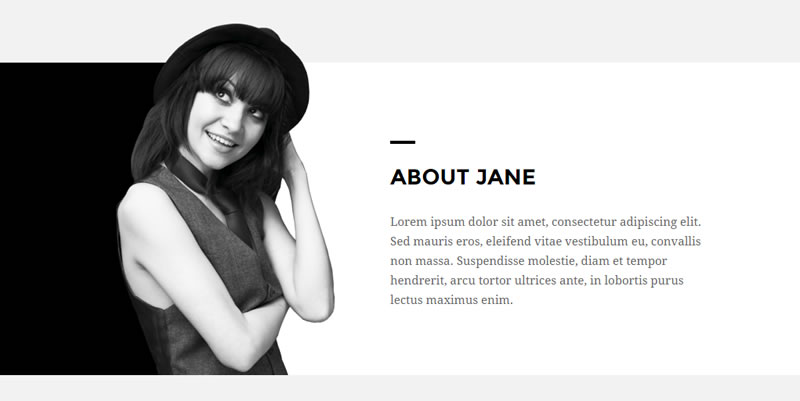 ABOUT JANE
Lorem ipsum dolor sit amet, consectetur adipiscing elit.
Sed mauris eros, eleifend vitae vestibulum eu, convallis
non massa. Suspendisse molestie, diam et tempor
hendrerit, arcu tortor ultrices ante, in lobortis purus
lectus maximus enim.